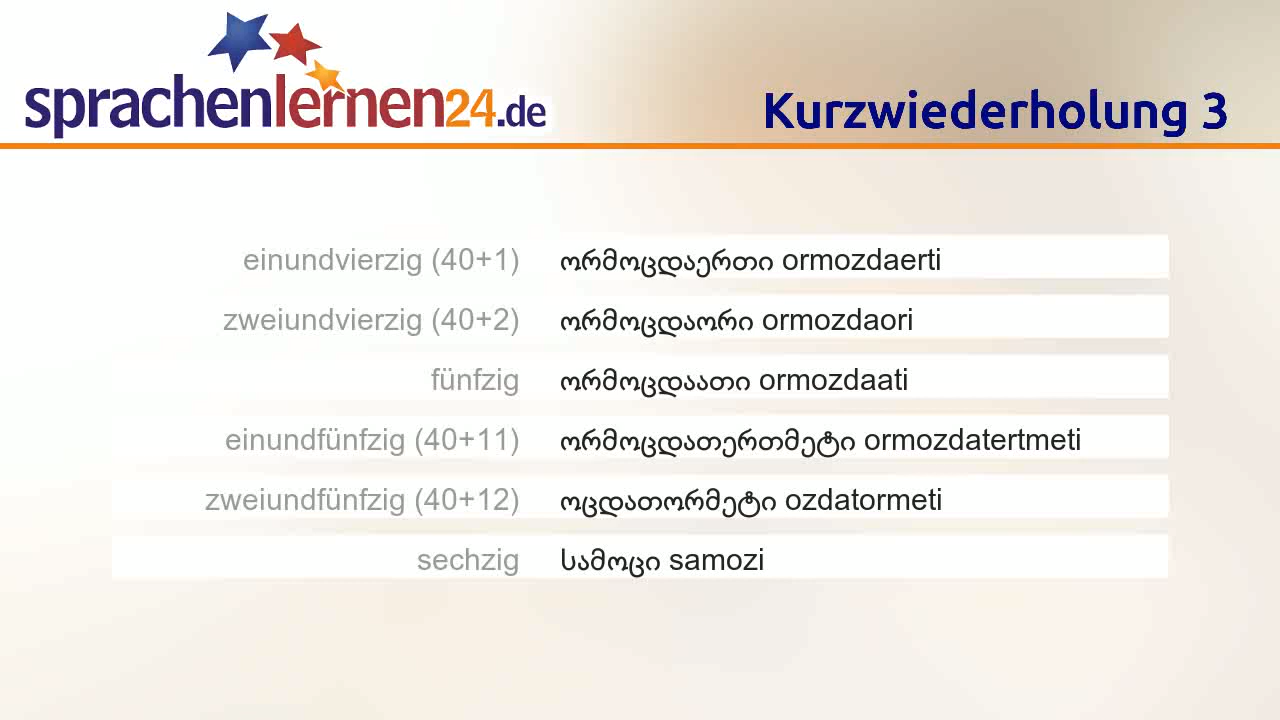 sprachenlernen24.de
Kurzwiederholung 3
einundvierzig (40+1) ორმოცდაერთი ormozdaerti
zweiundvierzig (40+2) ორმოცდაორი ormozdaori
fünfzig ორმოცდაათი ormozdaati
einundfünfzig (40+11) ორმოცდათერთმეტი ormozdatertmeti
zweiundfünfzig (40+12) ოცდათორმეტი ozdatormeti
sechzig სამოცი samozi